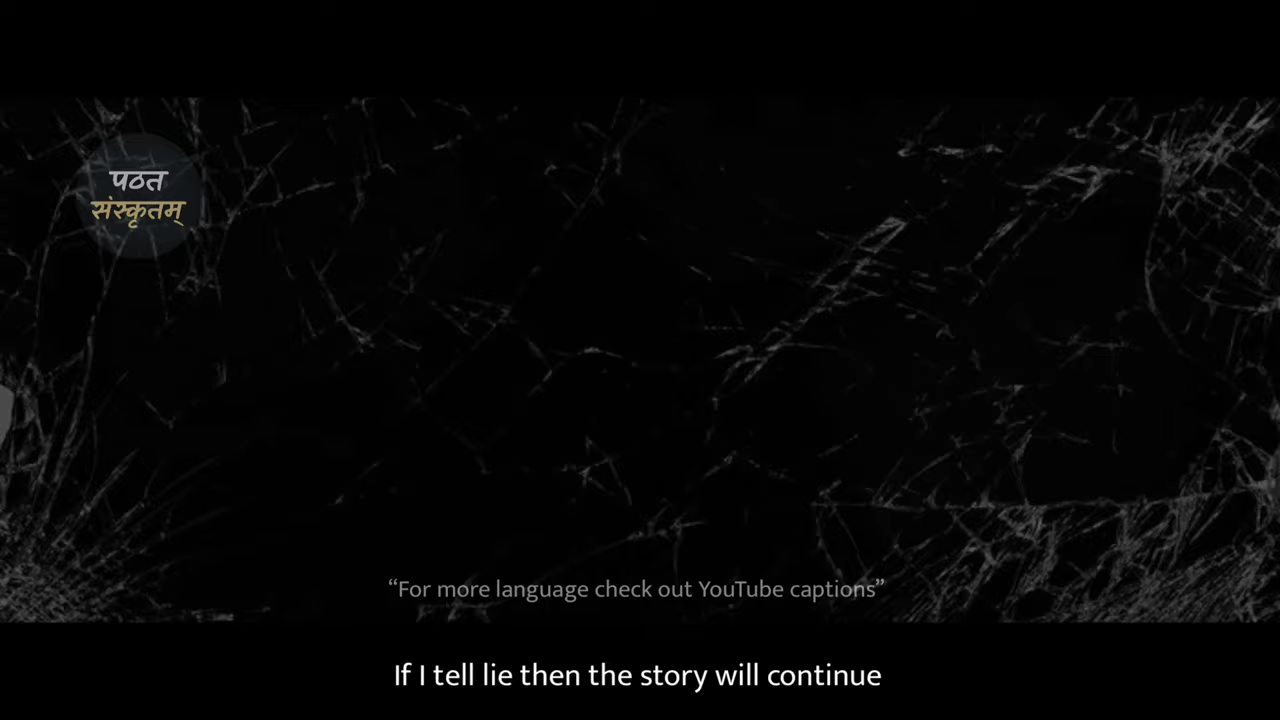 पठत
संस्कृतम्
“For more language check out YouTube captions”
If I tell lie then the story will continue